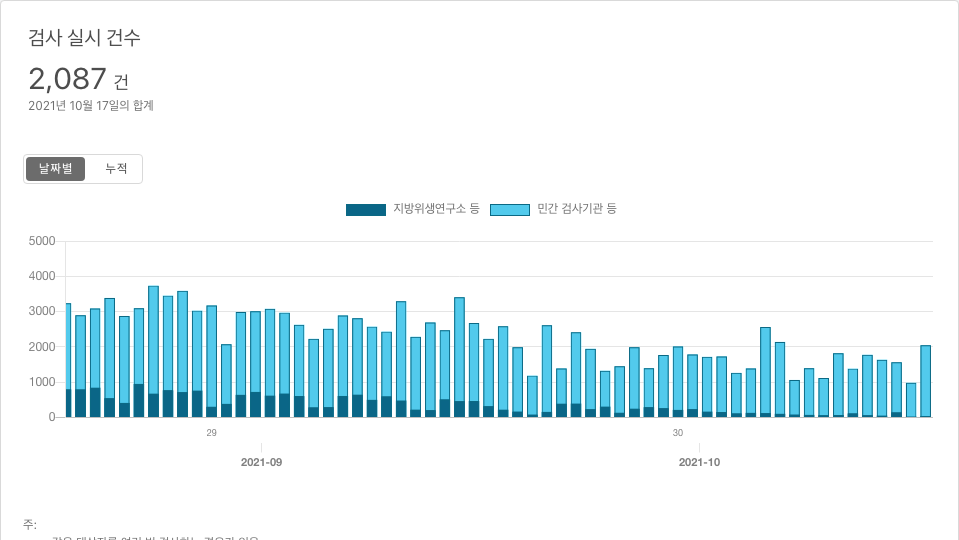 검사 실시 건수
2,087 건
2021년 10월 17일의 합계
날짜별 누적
지방위생연구소 등 민간 검사기관 등
5000
4000
3000
2000
1000
0
29 30
2021-09 2021-10
주: